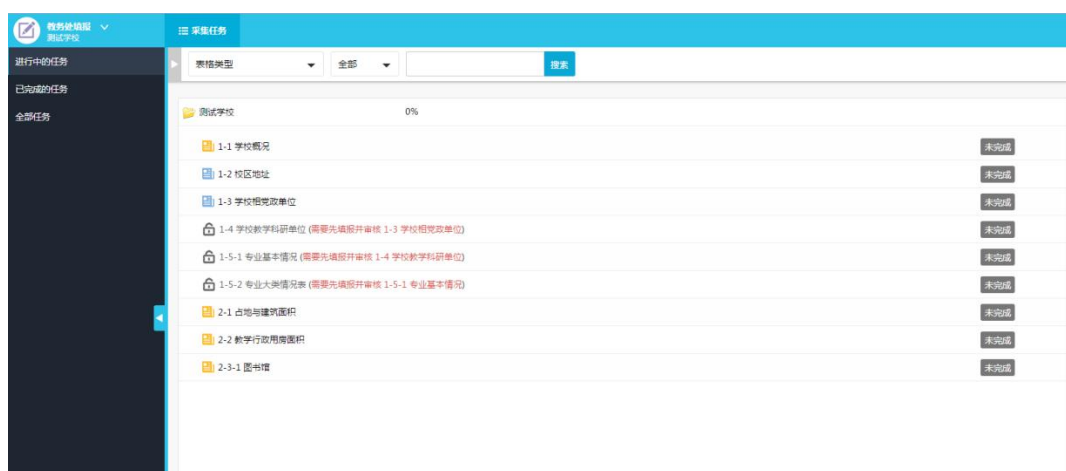 教务处填报
测试学校
采集任务
进行中的任务
已完成的任务
全部任务
表格类型
全部
搜索
测试学校 0%
1-1 学校概况 未完成
1-2 校区地址 未完成
1-3 学校相党政单位 未完成
1-4 学校教学科研单位 (需要先填报并审核 1-3 学校相党政单位) 未完成
1-5-1 专业基本情况 (需要先填报并审核 1-4 学校教学科研单位) 未完成
1-5-2 专业大类情况表 (需要先填报并审核 1-5-1 专业基本情况) 未完成
2-1 占地与建筑面积 未完成
2-2 教学行政用房面积 未完成
2-3-1 图书馆 未完成